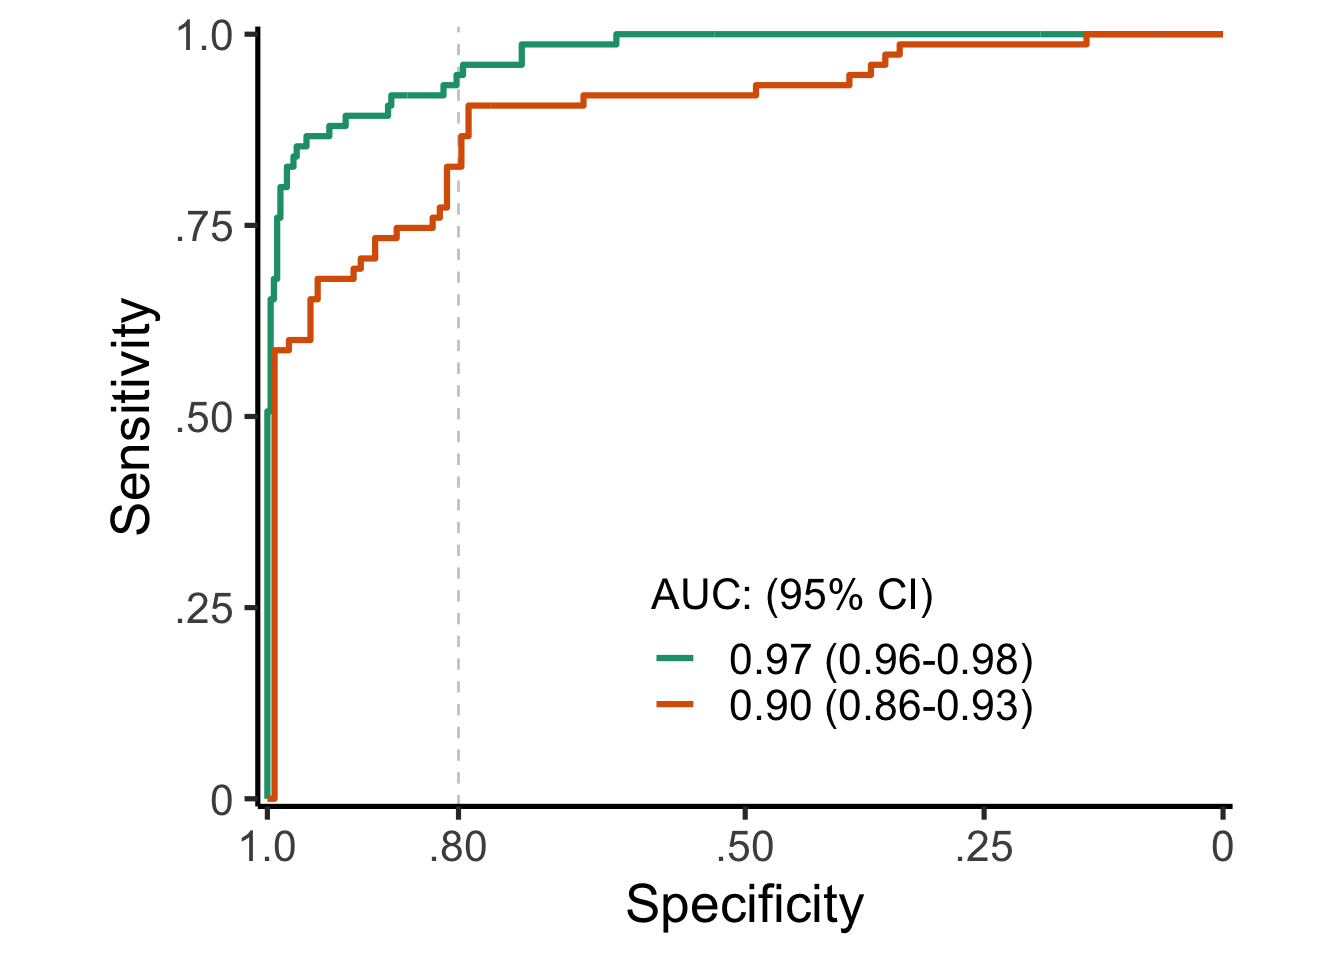 1.0
.75
.50
.25
0
Sensitivity
AUC: (95% CI)
0.97 (0.96-0.98)
0.90 (0.86-0.93)
1.0 .80 .50 .25 0
Specificity